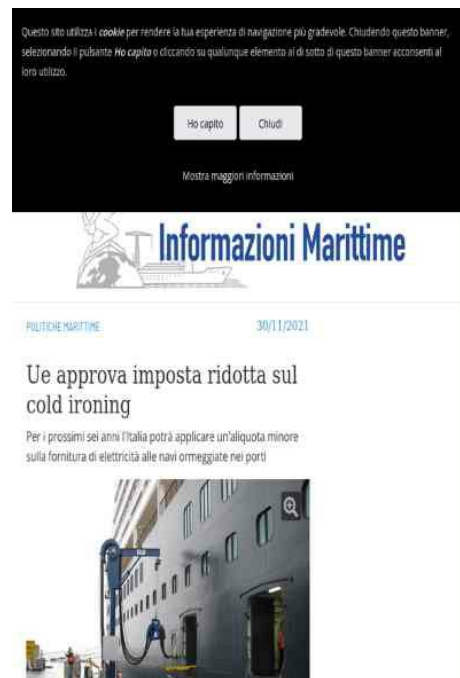 Questo sito utilizza i cookie per rendere la tua esperienza di navigazione più gradevole. Chiudendo questo banner,
selezionando il pulsante Ho capito o cliccando su qualunque elemento al di sotto di questo banner acconsenti al
loro utilizzo.
Ho capito Chiudi
Mostra maggiori informazioni
Informazioni Marittime
POLITICHE MARITTIME 30/11/2021
Ue approva imposta ridotta sul
cold ironing
Per i prossimi sei anni l'Italia potrà applicare un'aliquota minore
sulla fornitura di elettricità alle navi ormeggiate nei porti